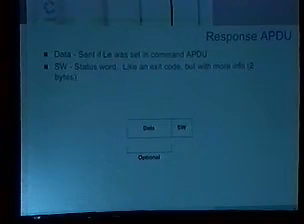 Response APDU
Data - Sent if Le was set in command APDU
SW - Status word. Like an exit code, but with more info (2
bytes)
Data SW
Optional